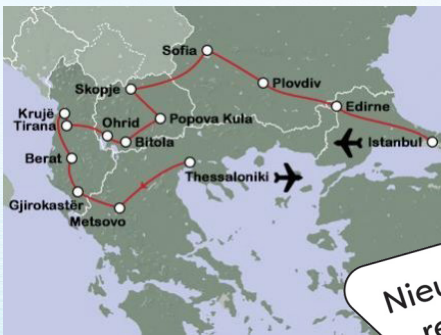 Sofia
Plovdiv
Skopje
Edirne
Krujë
Tirana
Ohrid
Popova Kula
Bitola
Istanbul
Berat
Thessaloniki
Gjirokastër
Metsovo